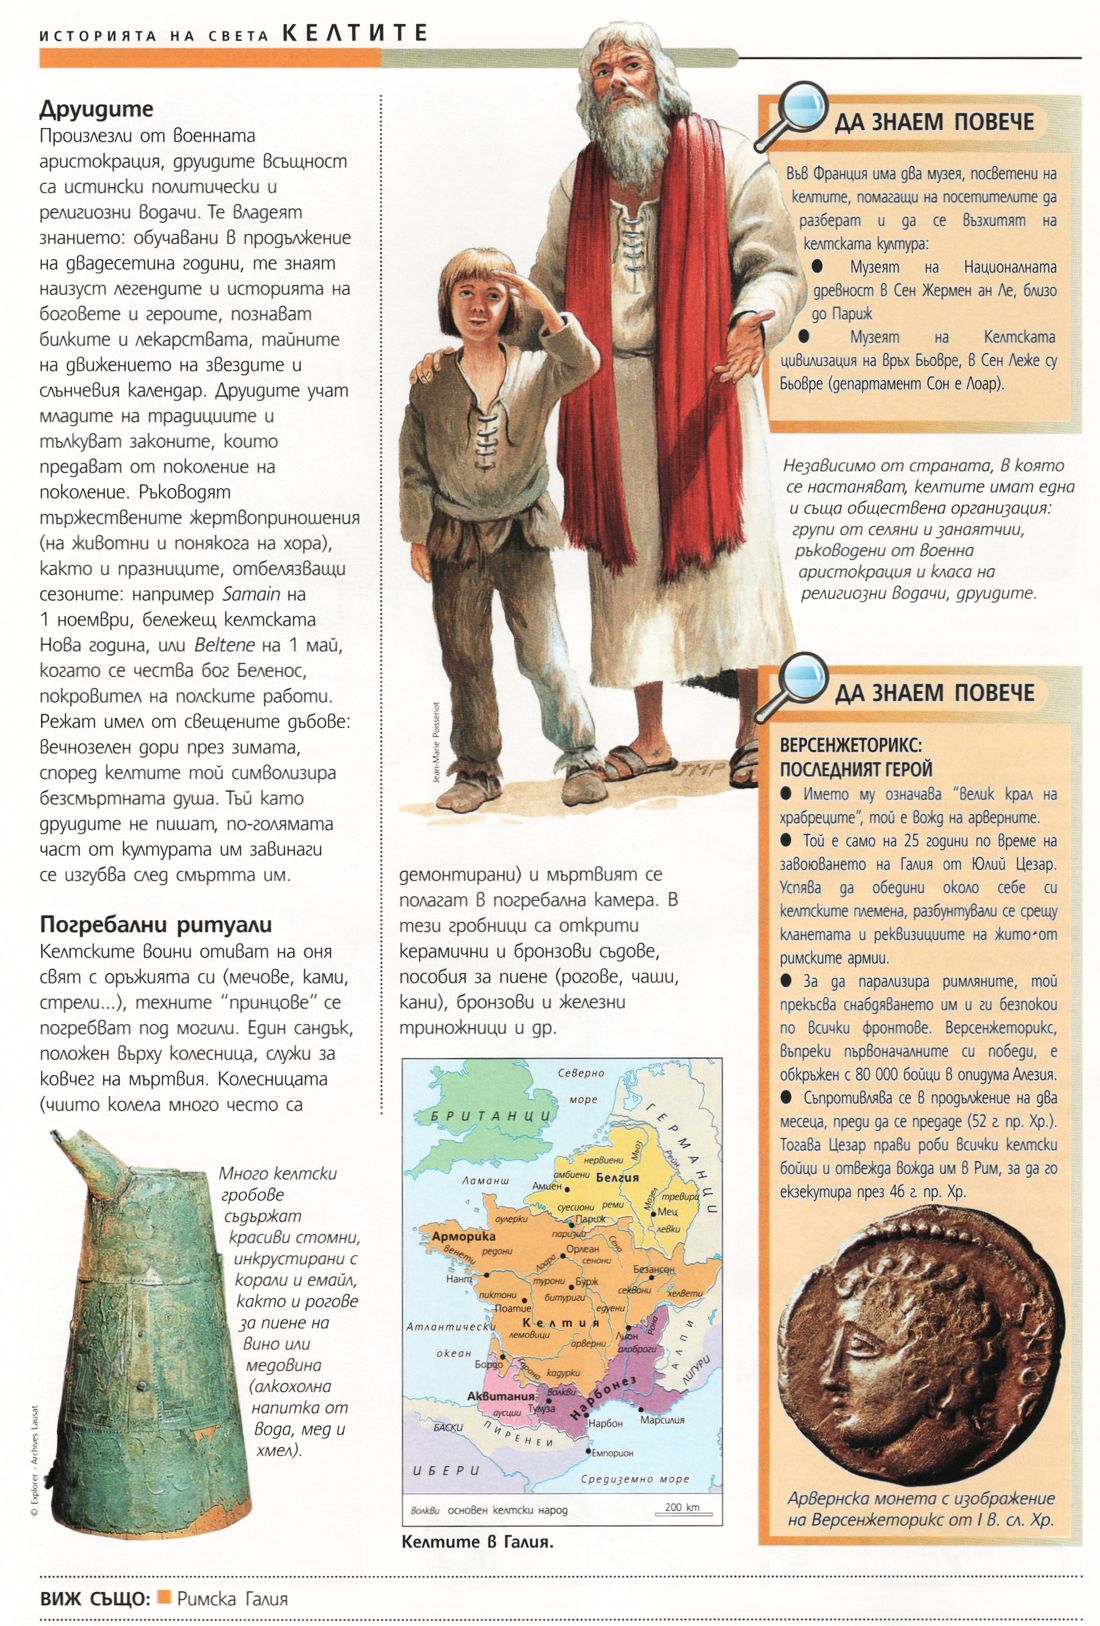 ИСТОРИЯТА НА СВЕТА КЕЛТИТЕ
Друидите
Произлезли от военната
аристокрация, друидите всъщност
са истински политически и
религиозни водачи. Те владеят
знанието: обучавани в продължение
на двадесетина години, те знаят
наизуст легендите и историята на
боговете и героите, познават
билките и лекарствата, тайните
на движението на звездите и
слънчевия календар. Друидите учат
младите на традициите и
тълкуват законите, които
предават от поколение на
поколение. Ръководят
тържествените жертвоприношения
(на животни и понякога на хора),
както и празниците, отбелязващи
сезоните: например Samain на
1 ноември, бележещ келтската
Нова година, или Beltene на 1 май,
когато се чества бог Беленос,
покровител на полските работи.
Режат имел от свещените дъбове:
вечнозелен дори през зимата,
според келтите той символизира
безсмъртната душа. Тъй като
друидите не пишат, по-голямата
част от културата им завинаги
се изгубва след смъртта им.
Погребални ритуали
Келтските воини отиват на оня
свят с оръжията си (мечове, ками,
стрели...), техните "принцове" се
погребват под могили. Един сандък,
положен върху колесница, служи за
ковчег на мъртвия. Колесницата
(чиито колела много често са
демонтирани) и мъртвият се
полагат в погребална камера. В
тези гробници са открити
керамични и бронзови съдове,
пособия за пиене (рогове, чаши,
кани), бронзови и железни
триножници и др.
Jean-Marie Poissenot
JMP
Много келтски
гробове
съдържат
красиви стомни,
инкрустирани с
корали и емайл,
както и рогове
за пиене на
вино или
медовина
(алкохолна
напитка от
вода, мед и
хмел).
© Explorer - Archives Lausat
Северно
море
БРИТАНЦИ
ГЕРМАНЦИ
Ламанш
нервиени
амбиени
Белгия
Амиен
Мьоз
Рейн
суесиони
реми
Мозел
тревири
Мец
левки
аулерки
Париж
паризии
Арморика
венети
редони
Орлеан
Сена
сенони
Лоара
Нант
Безансон
турони
Бурж
битуриги
пиктони
Поатие
секвани
хелвети
едуени
Келтия
лемовици
Лион
Рона
АЛПИ
Атлантически
океан
арверни
алоброги
Бордо
Гарона
кадурки
ЛИГУРИ
Аквитания
волкви
Нарбонез
аусции
Тулуза
Нарбон
Марсилия
БАСКИ
ПИРЕНЕИ
Емпорион
ИБЕРИ
Средиземно море
волкви основен келтски народ
200 km
Келтите в Галия.
ДА ЗНАЕМ ПОВЕЧЕ
Във Франция има два музея, посветени на
келтите, помагащи на посетителите да
разберат и да се възхитят на
келтската култура:
● Музеят на Националната
древност в Сен Жермен ан Ле, близо
до Париж
● Музеят на Келтската
цивилизация на връх Бьовре, в Сен Леже су
Бьовре (департамент Сон е Лоар).
Независимо от страната, в която
се настаняват, келтите имат една
и съща обществена организация:
групи от селяни и занаятчии,
ръководени от военна
аристокрация и класа на
религиозни водачи, друидите.
ДА ЗНАЕМ ПОВЕЧЕ
ВЕРСЕНЖЕТОРИКС:
ПОСЛЕДНИЯТ ГЕРОЙ
● Името му означава "велик крал на
храбреците", той е вожд на арверните.
● Той е само на 25 години по време на
завоюването на Галия от Юлий Цезар.
Успява да обедини около себе си
келтските племена, разбунтували се срещу
кланетата и реквизициите на жито от
римските армии.
● За да парализира римляните, той
прекъсва снабдяването им и ги безпокои
по всички фронтове. Версенжеторикс,
въпреки първоначалните си победи, е
обкръжен с 80 000 бойци в опидума Алезия.
● Съпротивлява се в продължение на два
месеца, преди да се предаде (52 г. пр. Хр.).
Тогава Цезар прави роби всички келтски
бойци и отвежда вожда им в Рим, за да го
екзекутира през 46 г. пр. Хр.
Арвернска монета с изображение
на Версенжеторикс от I в. сл. Хр.
ВИЖ СЪЩО: Римска Галия